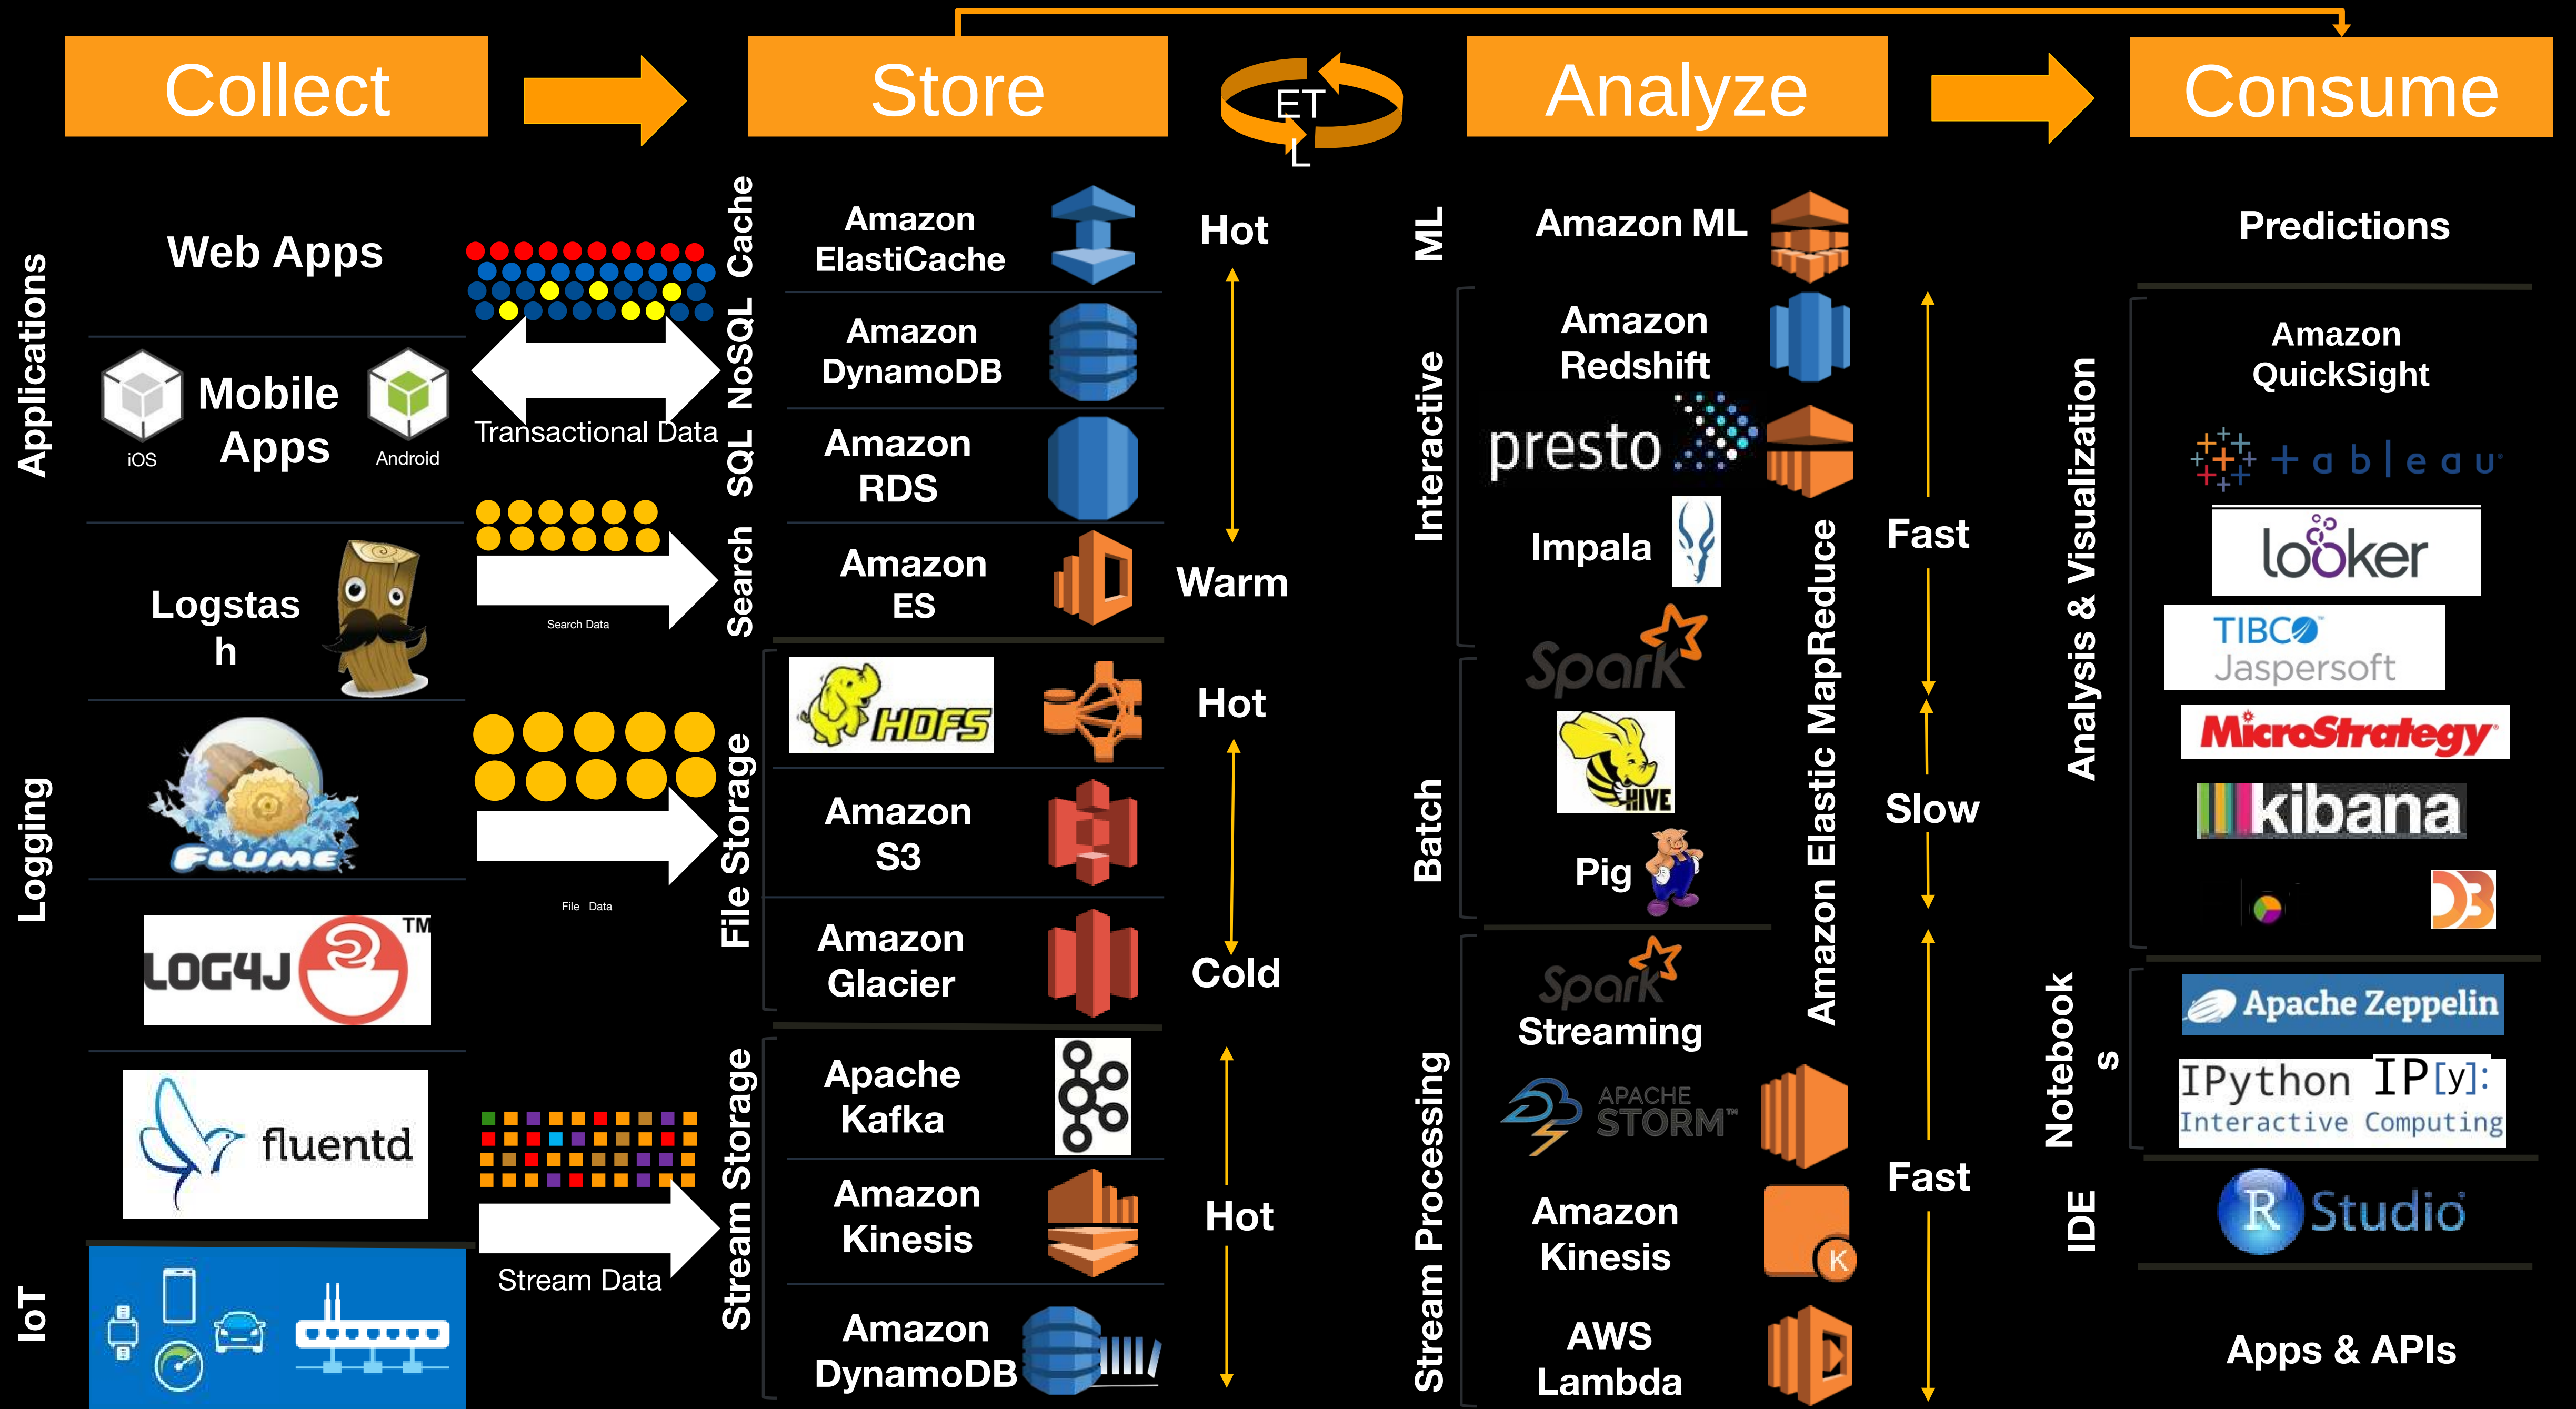 Collect
Store
ET
L
Analyze
Consume
Applications
Web Apps
Mobile
Apps
iOS
Android
Logging
Logstas
h
FLUME
LOG4J
TM
fluentd
IoT
Transactional Data
Search Data
File Data
Stream Data
Cache
NoSQL
SQL
Search
File Storage
Stream Storage
Amazon
ElastiCache
Amazon
DynamoDB
Amazon
RDS
Amazon
ES
HDFS
Amazon
S3
Amazon
Glacier
Apache
Kafka
Amazon
Kinesis
Amazon
DynamoDB
Hot
Warm
Hot
Cold
Hot
ML
Interactive
Batch
Stream Processing
Amazon ML
Amazon
Redshift
presto
Impala
Spark
HIVE
Pig
Spark
Streaming
APACHE
STORM™
Amazon
Kinesis
K
AWS
Lambda
Amazon Elastic MapReduce
Fast
Slow
Fast
Predictions
Analysis & Visualization
Amazon
QuickSight
+ableau
looker
TIBCO™
Jaspersoft
MicroStrategy
kibana
D3
Notebook
s
Apache Zeppelin
IPython IP[y]:
Interactive Computing
IDE
R Studio
Apps & APIs